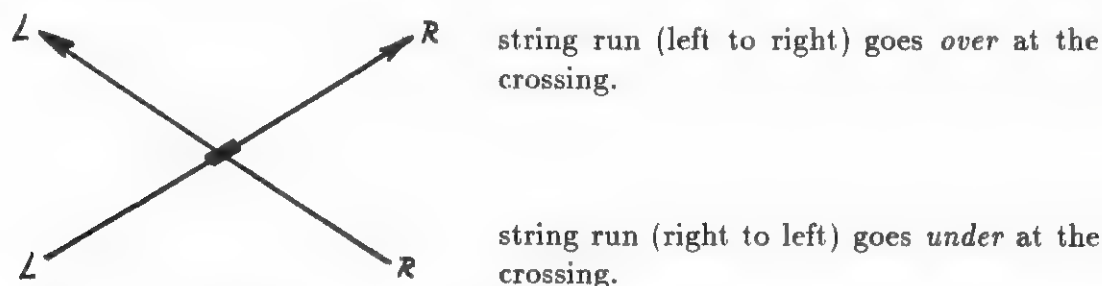 L
R
string run (left to right) goes over at the
crossing.
L
R
string run (right to left) goes under at the
crossing.